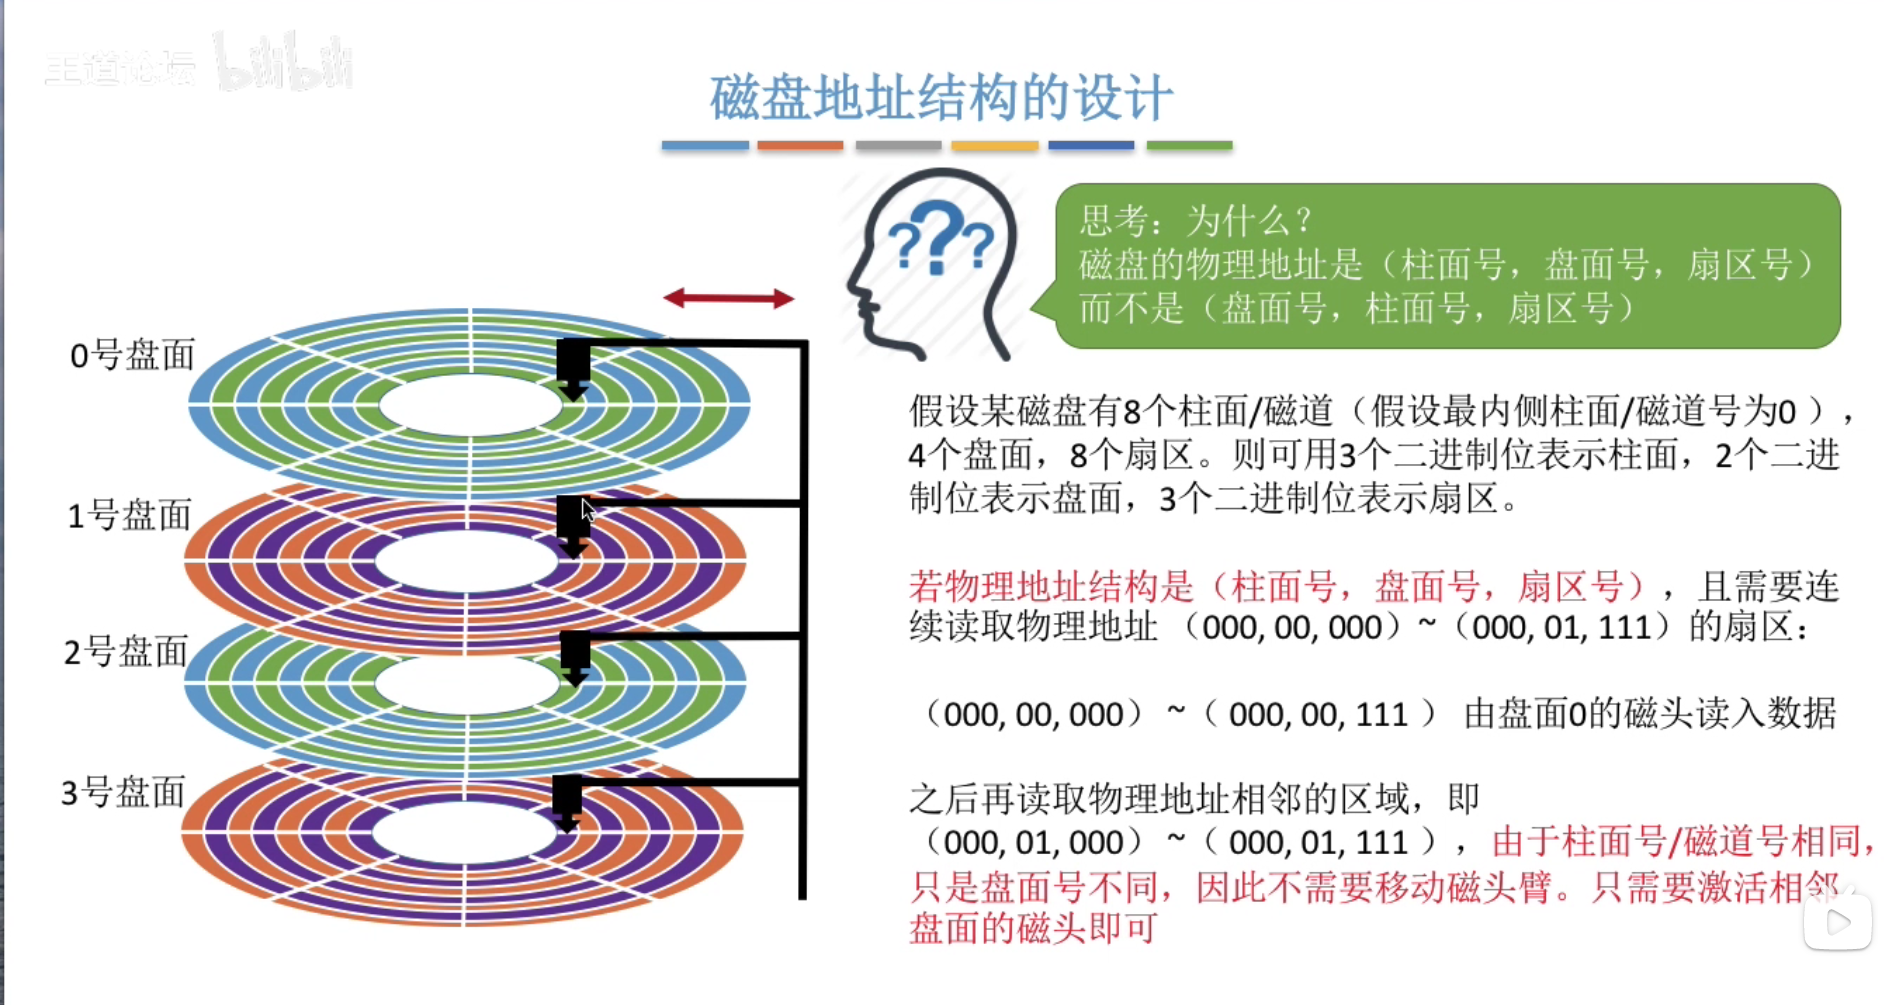 王道论坛 bilibili
磁盘地址结构的设计
???
思考：为什么？
磁盘的物理地址是（柱面号，盘面号，扇区号）
而不是（盘面号，柱面号，扇区号）
0号盘面
1号盘面
2号盘面
3号盘面
假设某磁盘有8个柱面/磁道（假设最内侧柱面/磁道号为0 ），
4个盘面，8个扇区。则可用3个二进制位表示柱面，2个二进
制位表示盘面，3个二进制位表示扇区。
若物理地址结构是（柱面号，盘面号，扇区号），且需要连
续读取物理地址 （000, 00, 000）~（000, 01, 111）的扇区：
（000, 00, 000） ~（ 000, 00, 111 ） 由盘面0的磁头读入数据
之后再读取物理地址相邻的区域，即
（000, 01, 000） ~（ 000, 01, 111 ），由于柱面号/磁道号相同，
只是盘面号不同，因此不需要移动磁头臂。只需要激活相邻
盘面的磁头即可